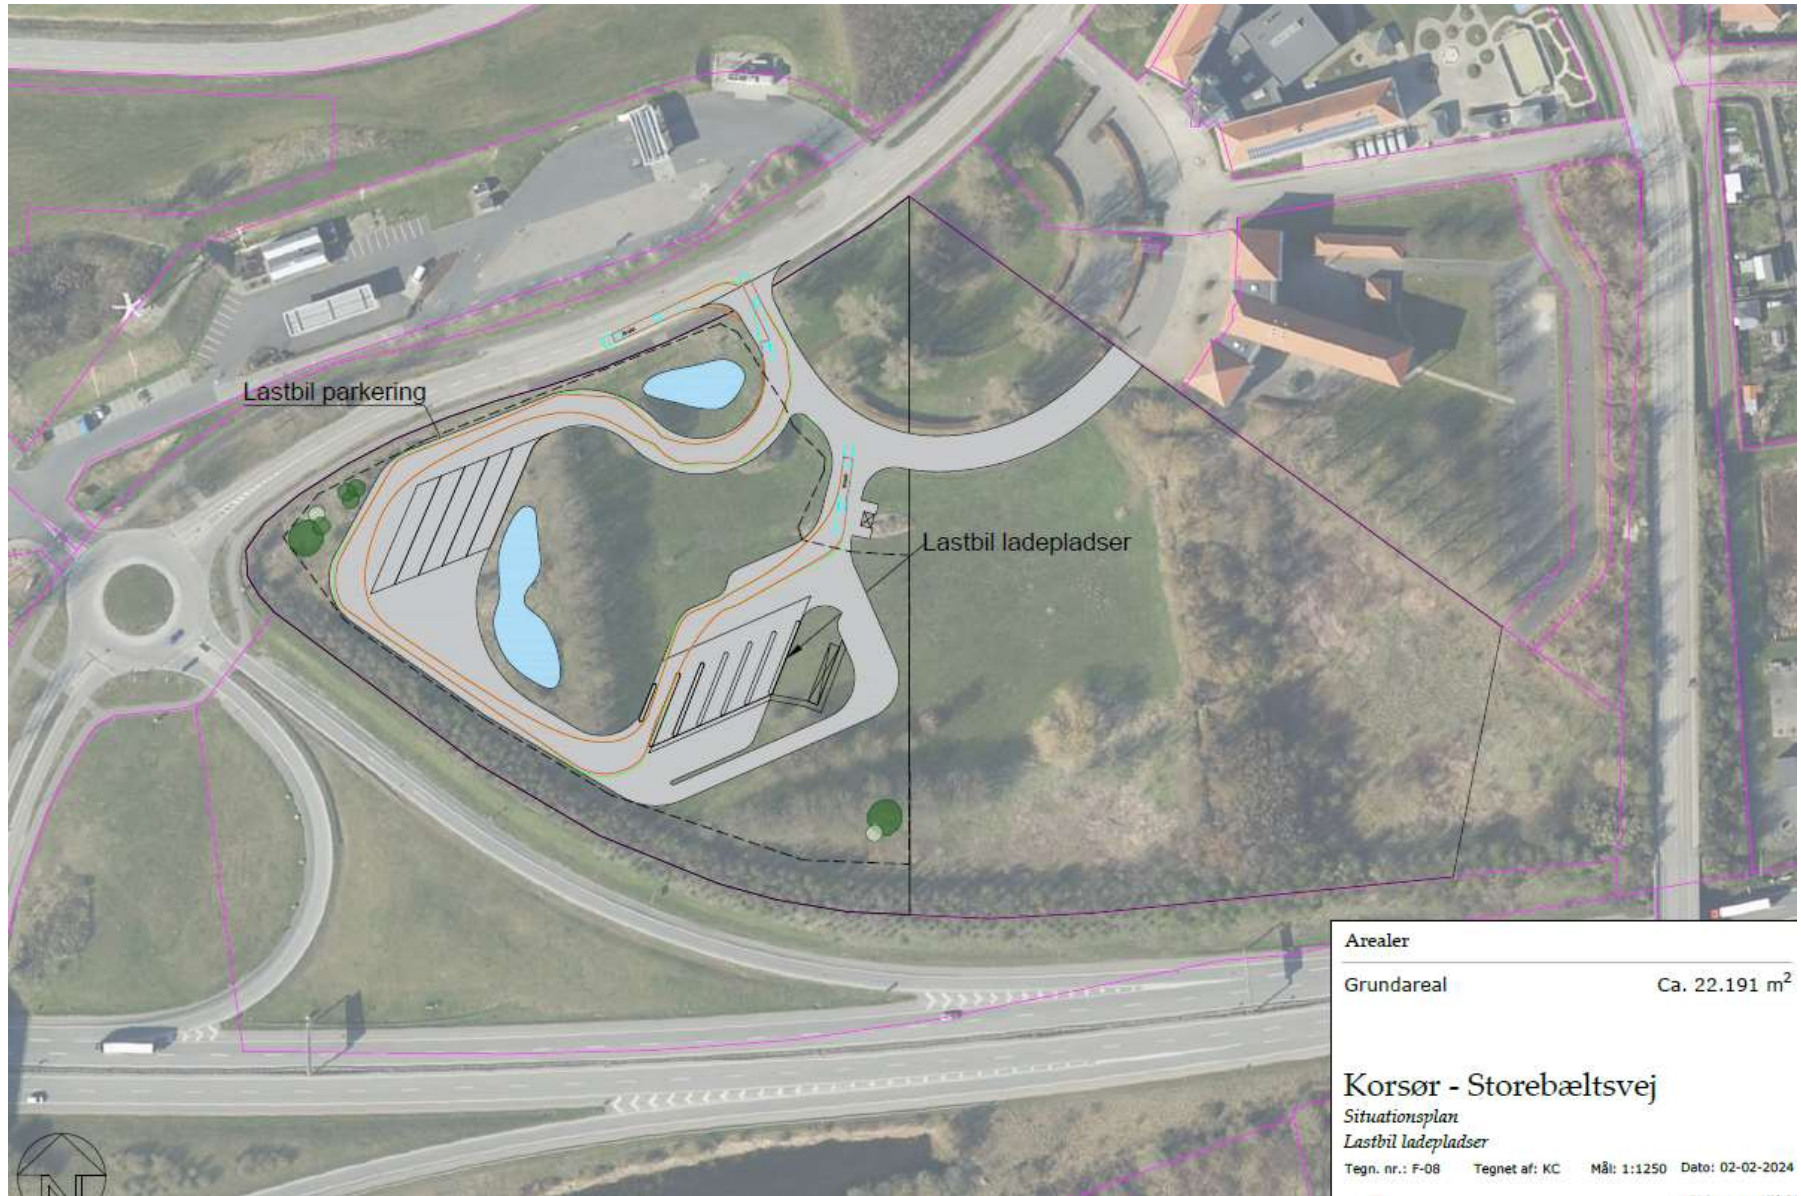 Lastbil parkering
Lastbil ladepladser
Arealer
Grundareal Ca. 22.191 m²
Korsør - Storebæltsvej
Situationsplan
Lastbil ladepladser
Tegn. nr.: F-08 Tegnet af: KC Mål: 1:1250 Dato: 02-02-2024
N